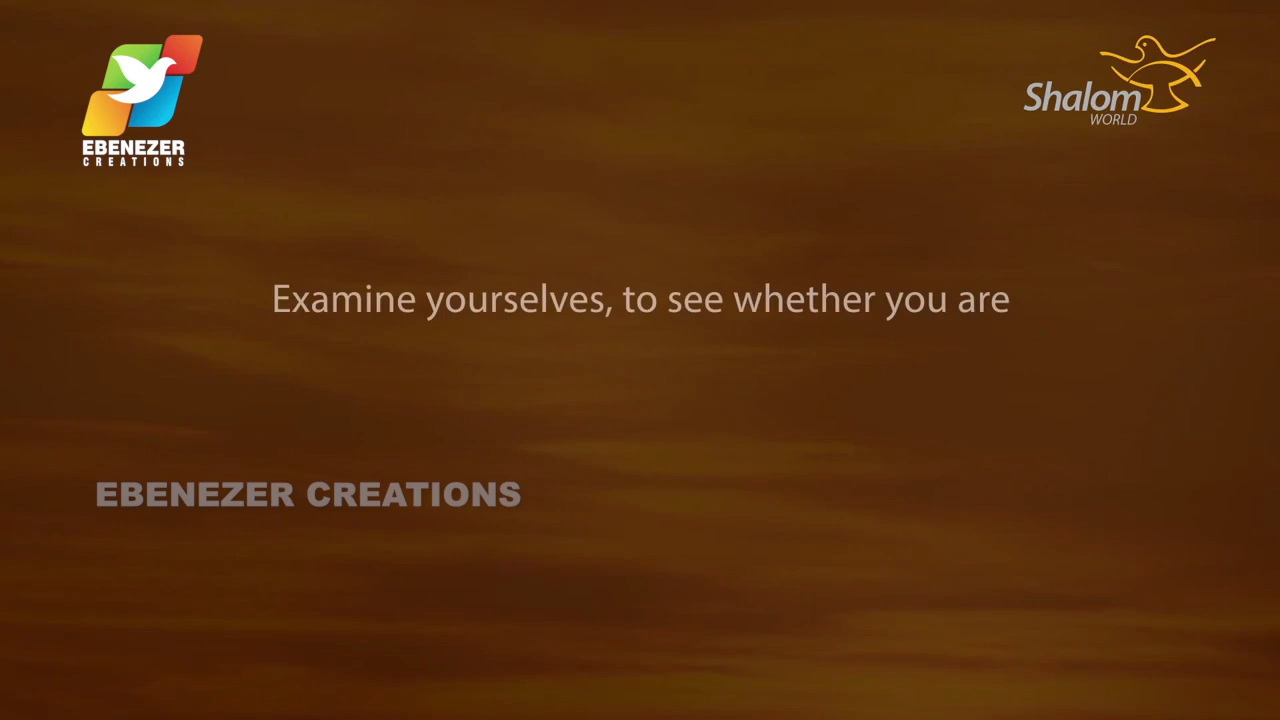 EBENEZER
CREATIONS
Shalom
WORLD
Examine yourselves, to see whether you are
EBENEZER CREATIONS